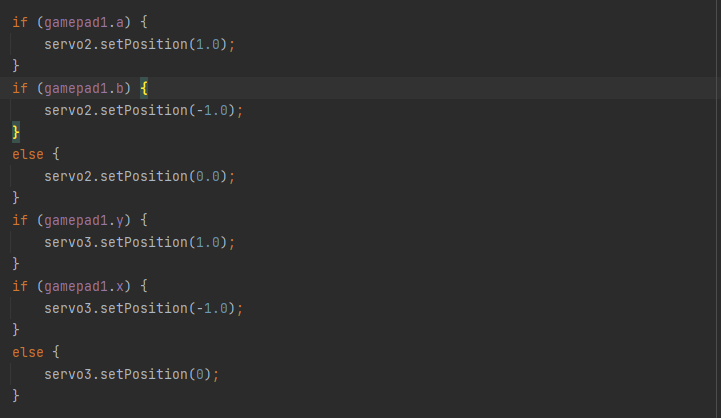 if (gamepad1.a) {
    servo2.setPosition(1.0);
}
if (gamepad1.b) {
    servo2.setPosition(-1.0);
}
else {
    servo2.setPosition(0.0);
}
if (gamepad1.y) {
    servo3.setPosition(1.0);
}
if (gamepad1.x) {
    servo3.setPosition(-1.0);
}
else {
    servo3.setPosition(0);
}